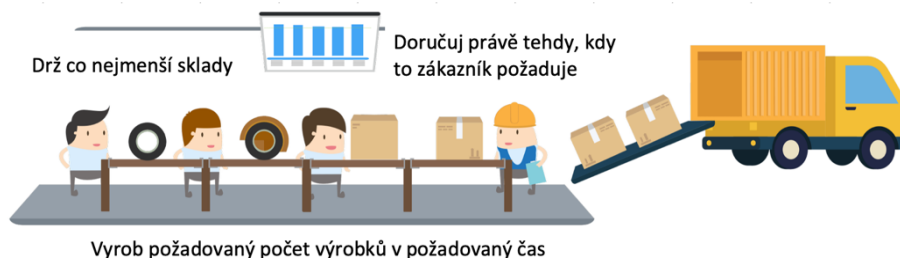 Drž co nejmenší sklady
Doručuj právě tehdy, kdy
to zákazník požaduje
Vyrob požadovaný počet výrobků v požadovaný čas